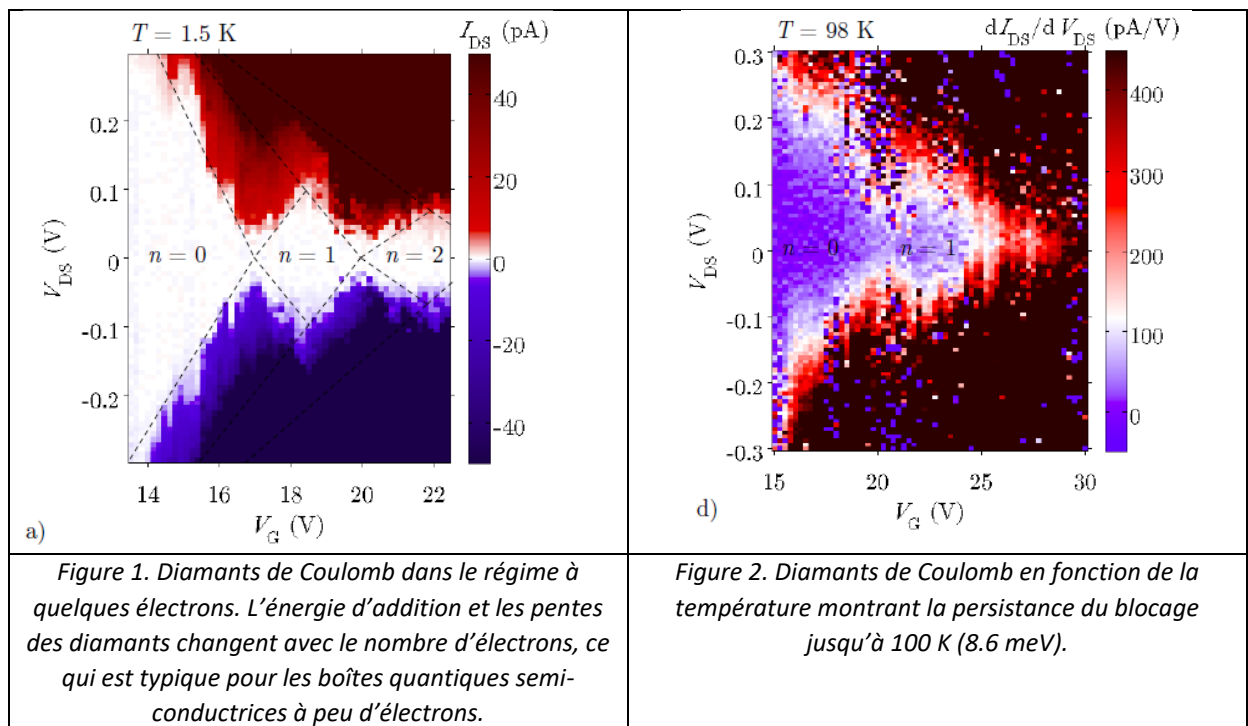 T = 1.5 K
I_DS (pA)
40
20
0
-20
-40
0.2
0.1
0
-0.1
-0.2
V_DS (V)
n = 0
n = 1
n = 2
14 16 18 20 22
V_G (V)
a)
T = 98 K
dI_DS/d V_DS (pA/V)
400
300
200
100
0
0.3
0.2
0.1
0
-0.1
-0.2
-0.3
V_DS (V)
n = 0
n = 1
15 20 25 30
V_G (V)
d)
Figure 1. Diamants de Coulomb dans le régime à
quelques électrons. L'énergie d'addition et les pentes
des diamants changent avec le nombre d'électrons, ce
qui est typique pour les boîtes quantiques semi-
conductrices à peu d'électrons.
Figure 2. Diamants de Coulomb en fonction de la
température montrant la persistance du blocage
jusqu'à 100 K (8.6 meV).